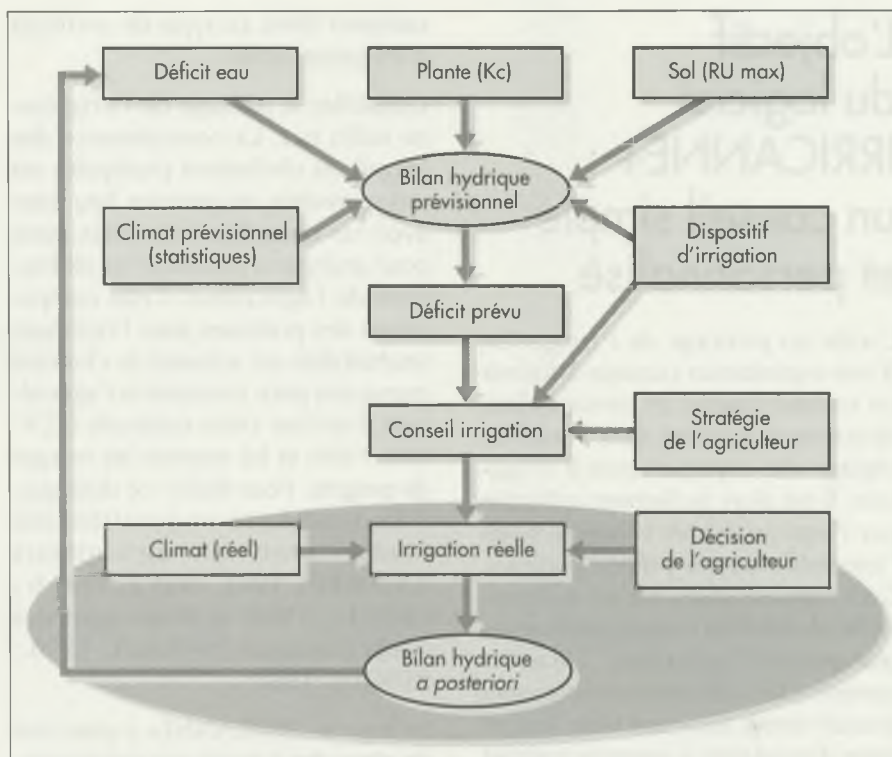 Déficit eau
Plante (Kc)
Sol (RU max)
Bilan hydrique
prévisionnel
Climat prévisionnel
(statistiques)
Dispositif
d'irrigation
Déficit prévu
Conseil irrigation
Stratégie
de l'agriculteur
Climat (réel)
Irrigation réelle
Décision
de l'agriculteur
Bilan hydrique
a posteriori